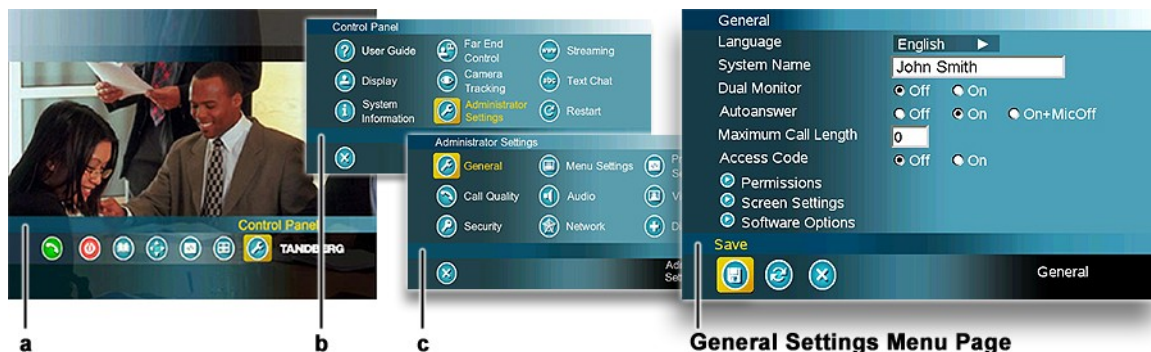 Control Panel
TANDBERG
a
Control Panel
User Guide
Far End
Control
Streaming
Display
Camera
Tracking
Text Chat
System
Information
Administrator
Settings
Restart
b
Administrator Settings
General
Menu Settings
Call Quality
Audio
Security
Network
c
General
Language English
System Name John Smith
Dual Monitor Off On
Autoanswer Off On On+MicOff
Maximum Call Length 0
Access Code Off On
Permissions
Screen Settings
Software Options
Save
General
General Settings Menu Page